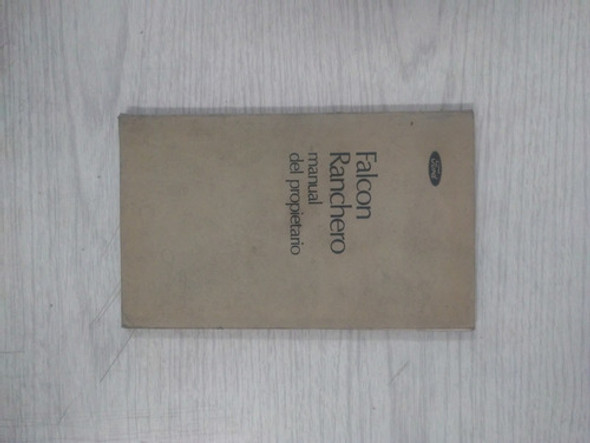 Ford
Falcon
Ranchero
manual
del propietario